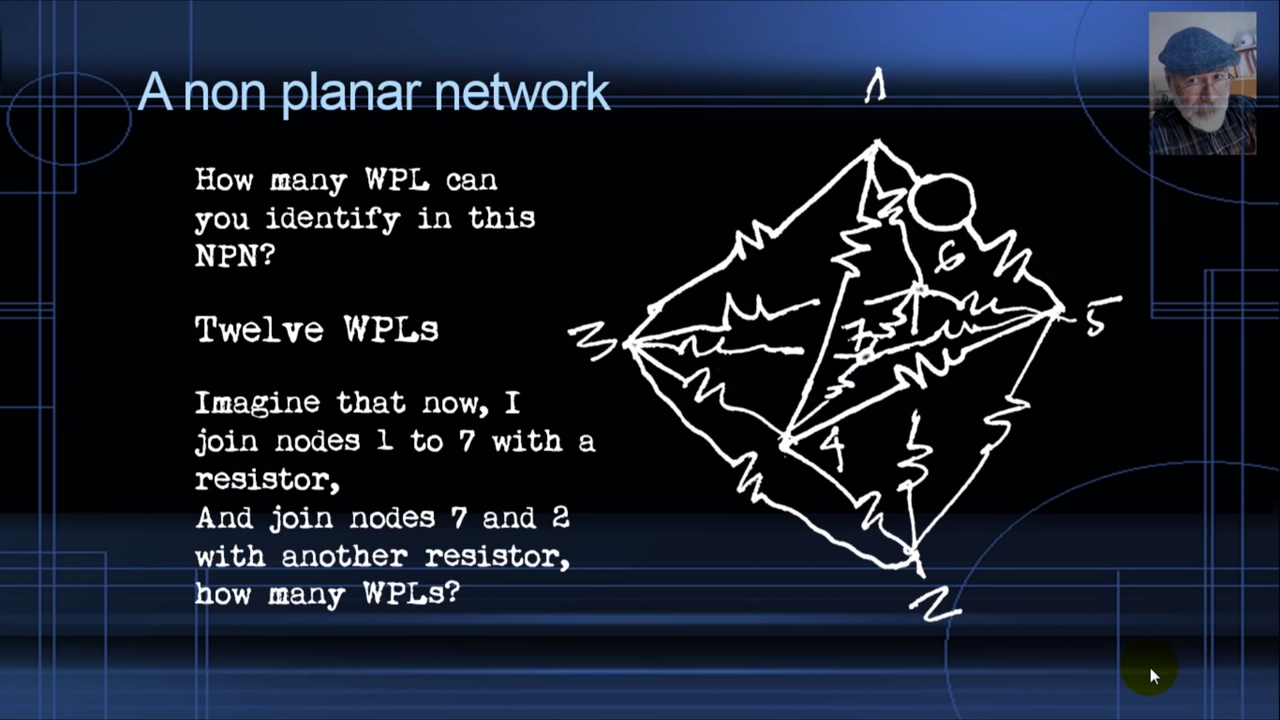 A non planar network
How many WPL can
you identify in this
NPN?
Twelve WPLs
Imagine that now, I
join nodes 1 to 7 with a
resistor,
And join nodes 7 and 2
with another resistor,
how many WPLs?
1
6
3
7
5
4
2